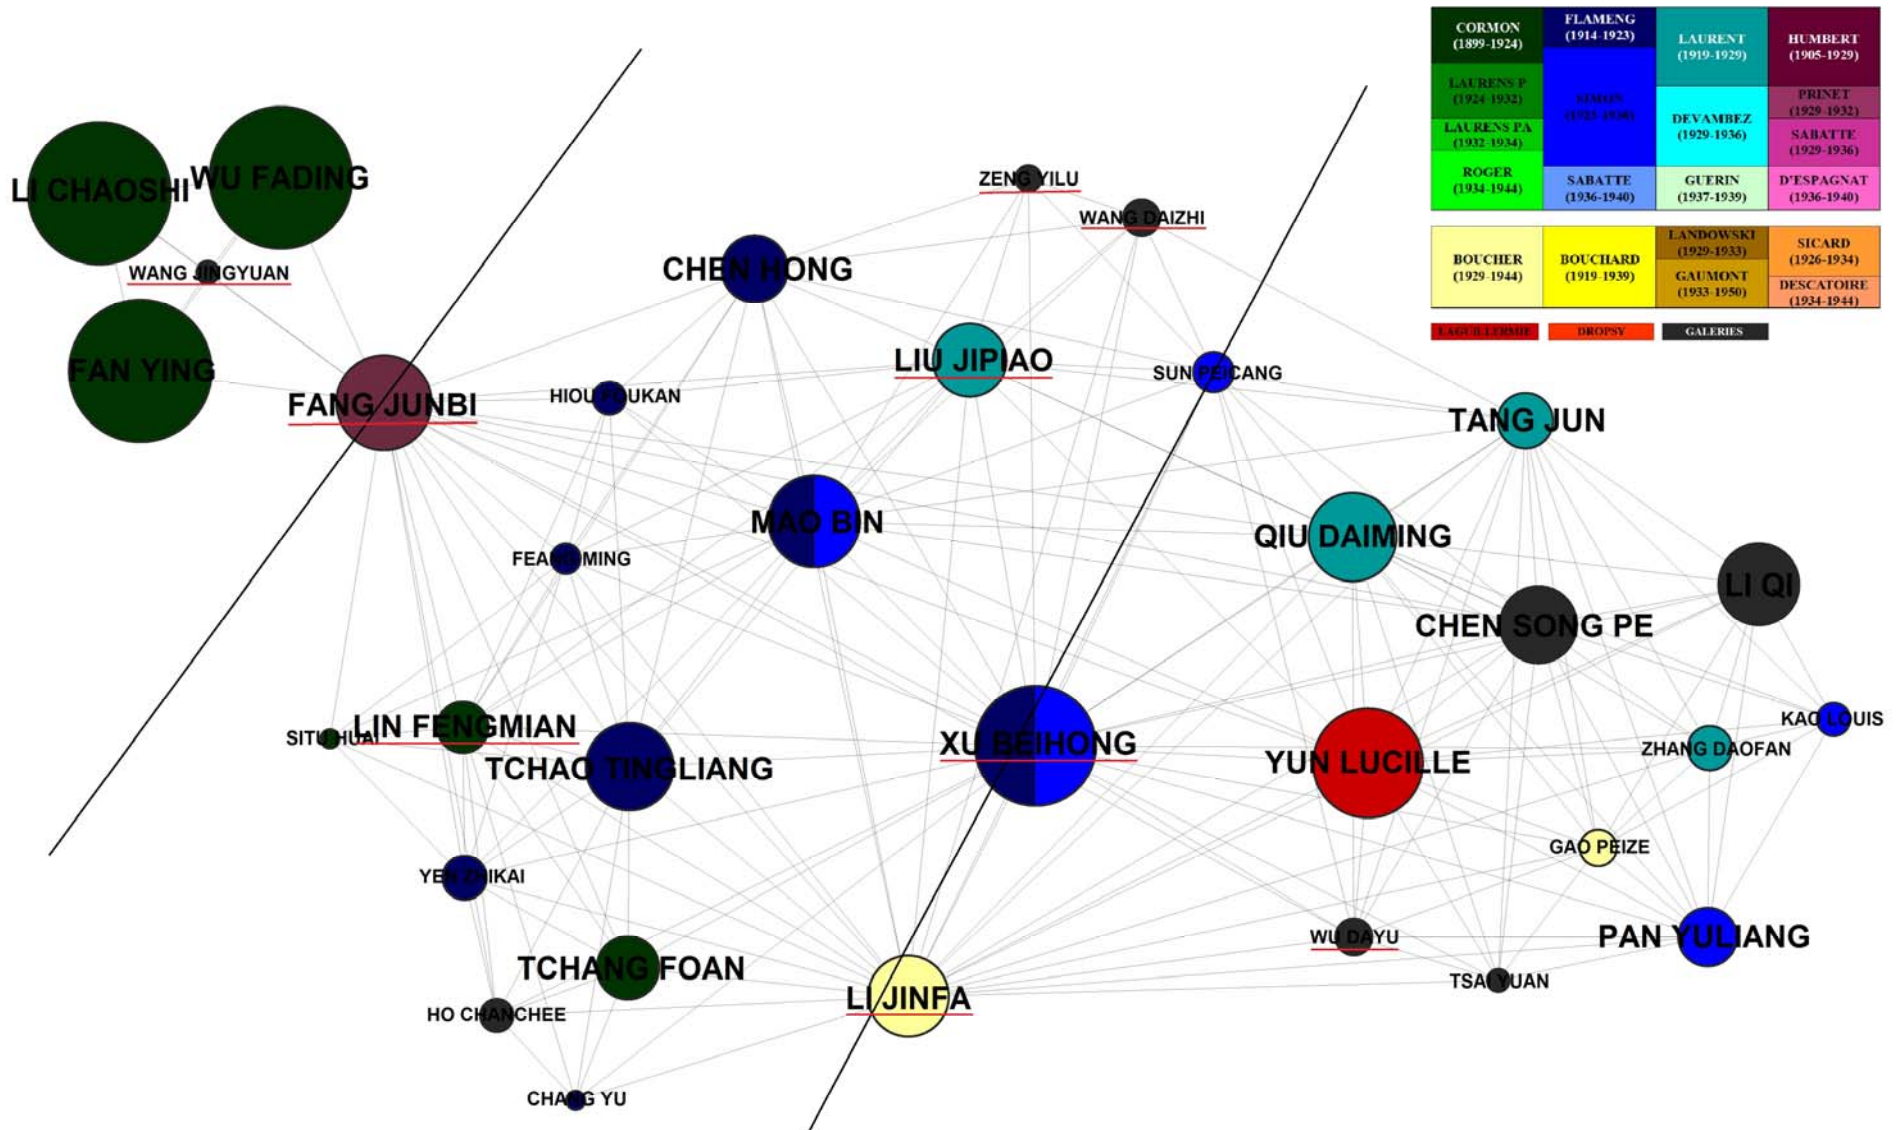 CORMON
(1899-1924)
FLAMENG
(1914-1923)
LAURENT
(1919-1929)
HUMBERT
(1905-1929)
LAURENS P
(1924-1932)
SIMON
PRINET
(1929-1932)
LAURENS PA
(1932-1934)
DEVAMBEZ
(1929-1936)
SABATTE
(1929-1936)
ROGER
(1934-1944)
SABATTE
(1936-1940)
GUERIN
(1937-1939)
D'ESPAGNAT
(1936-1940)
BOUCHER
(1929-1944)
BOUCHARD
(1919-1939)
LANDOWSKI
(1929-1933)
SICARD
(1926-1934)
GAUMONT
(1933-1950)
DESCATOIRE
(1934-1944)
LAGUILLERMIE
DROPSY
GALERIES
LI CHAOSHI
WU FADING
WANG JINGYUAN
FAN YING
FANG JUNBI
ZENG YILU
WANG DAIZHI
CHEN HONG
LIU JIPIAO
SUN PEICANG
HIOU FOUKAN
TANG JUN
MAO BIN
QIU DAIMING
FEANG MING
LI QI
CHEN SONG PE
SITU HUAI
LIN FENGMIAN
TCHAO TINGLIANG
XU BEIHONG
YUN LUCILLE
KAO LOUIS
ZHANG DAOFAN
GAO PEIZE
YEN ZHIKAI
WU DAYU
PAN YULIANG
TCHANG FOAN
TSAI YUAN
LI JINFA
HO CHANCHEE
CHANG YU